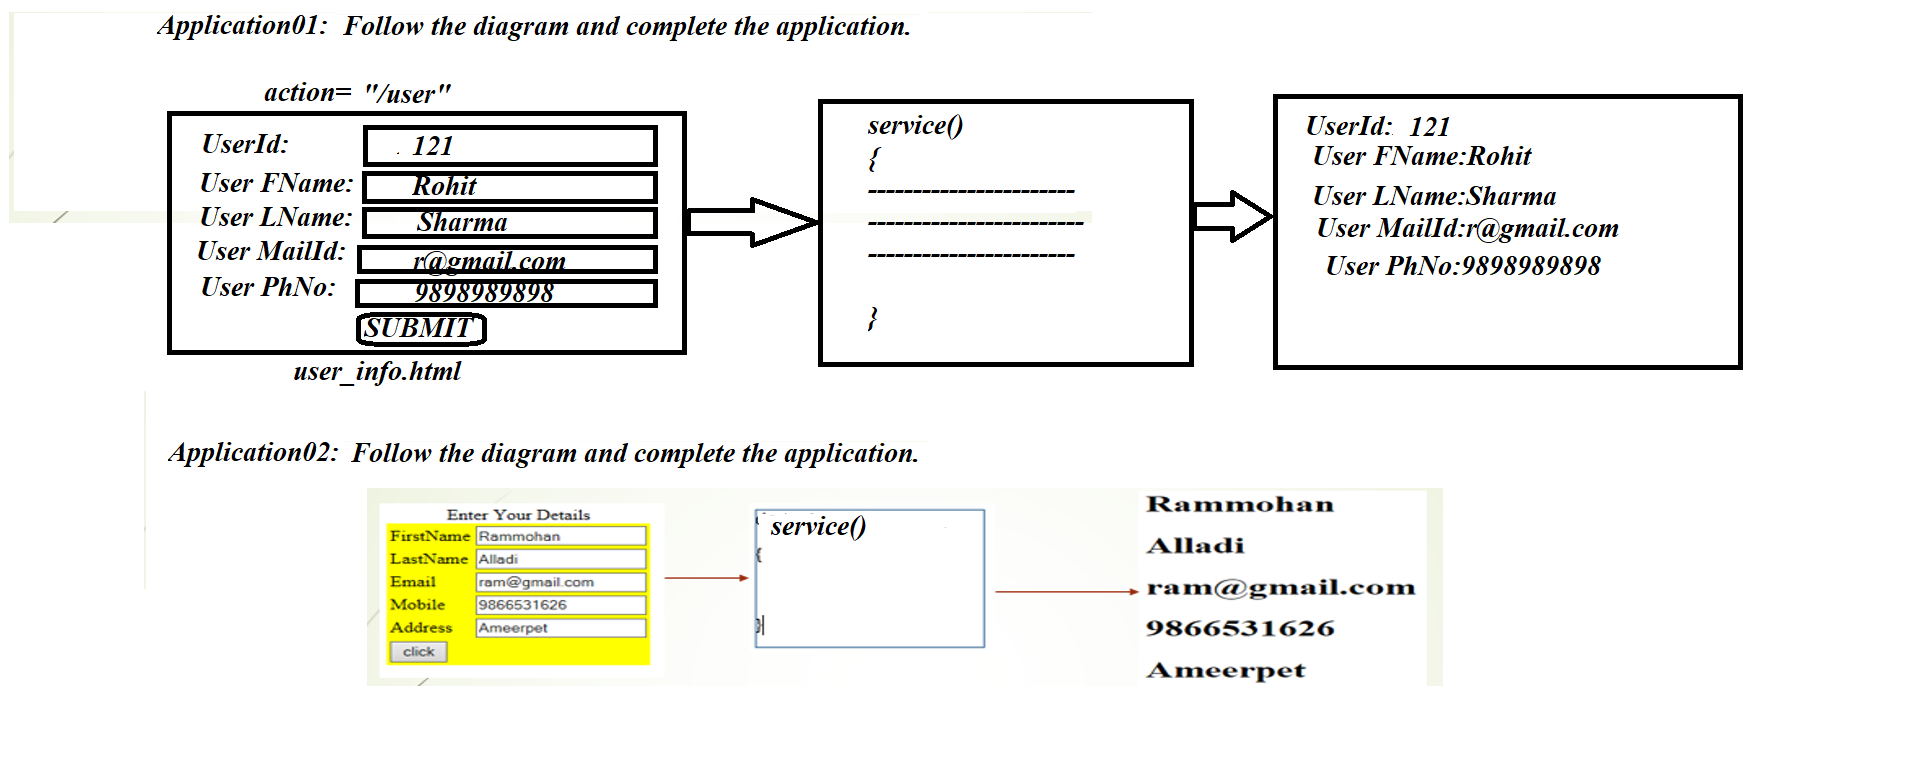 Application01: Follow the diagram and complete the application.
action= "/user"
UserId: 121
User FName: Rohit
User LName: Sharma
User MailId: r@gmail.com
User PhNo: 9898989898
SUBMIT
user_info.html
service()
{
-----------------------
------------------------
-----------------------
}
UserId: 121
User FName:Rohit
User LName:Sharma
User MailId:r@gmail.com
User PhNo:9898989898
Application02: Follow the diagram and complete the application.
Enter Your Details
FirstName Rammohan
LastName Alladi
Email ram@gmail.com
Mobile 9866531626
Address Ameerpet
click
service()
{
}
Rammohan
Alladi
ram@gmail.com
9866531626
Ameerpet